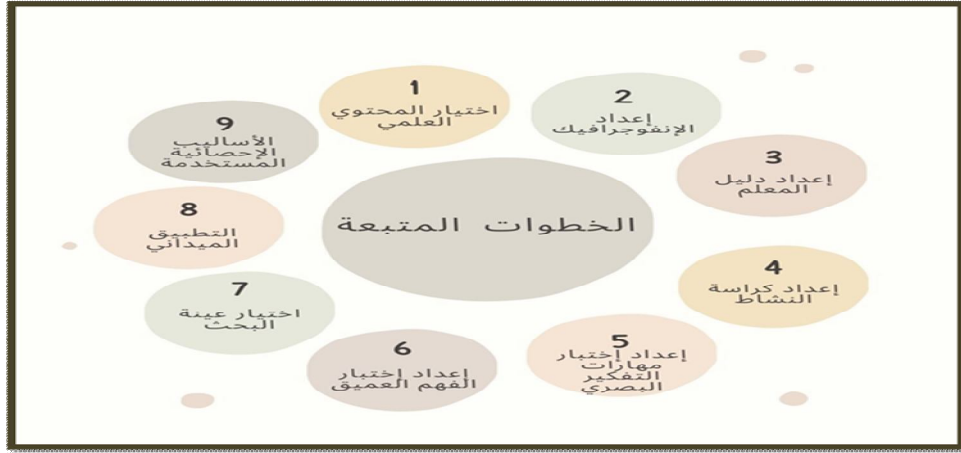 الخطوات المتبعة
1
اختيار المحتوي
العلمي
2
إعداد
الإنفوجرافيك
3
إعداد دليل
المعلم
4
إعداد كراسة
النشاط
5
إعداد إختبار
مهارات
التفكير
البصري
6
إعداد إختبار
الفهم العميق
7
اختيار عينة
البحث
8
التطبيق
الميداني
9
الأساليب
الإحصائية
المستخدمة